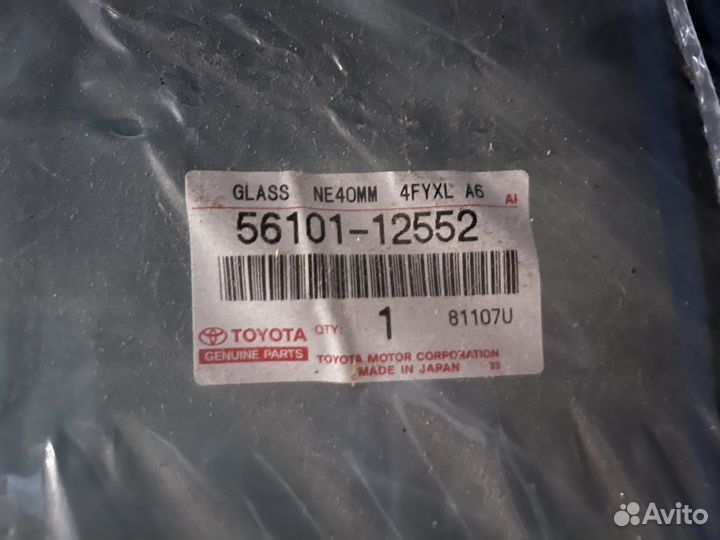 GLASS NE40MM 4FYXL A6 AI
56101-12552
TOYOTA QTY: 1 81107U
GENUINE PARTS TOYOTA MOTOR CORPORATION
MADE IN JAPAN 23
Avito